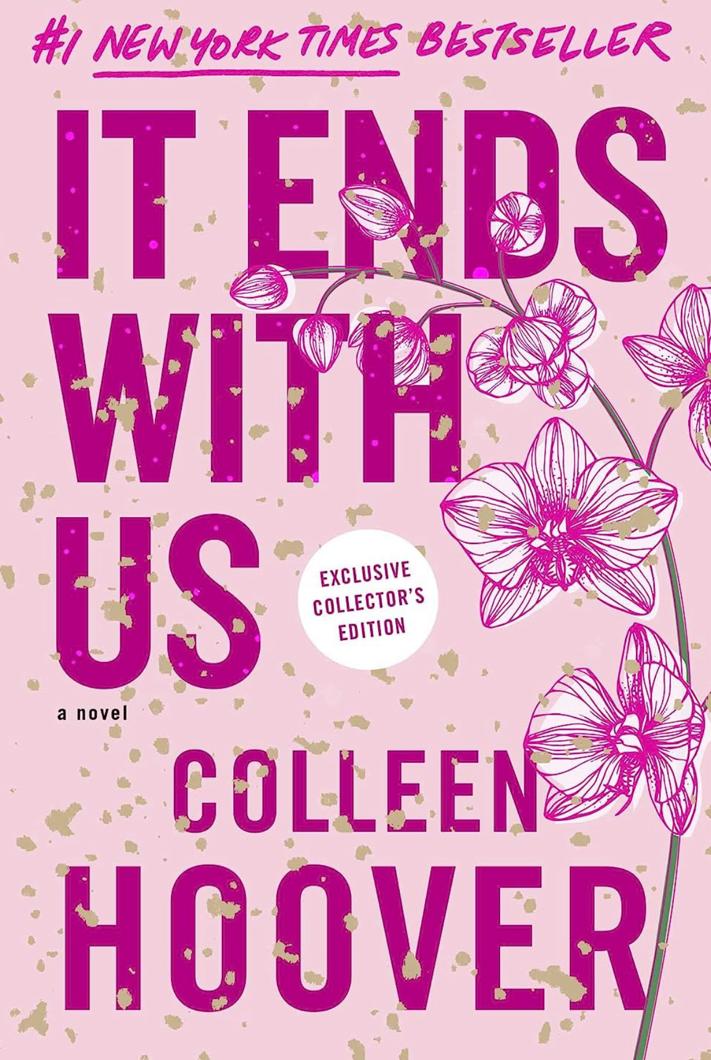 #1 NEW YORK TIMES BESTSELLER
IT ENDS
WITH
US
EXCLUSIVE
COLLECTOR'S
EDITION
a novel
COLLEEN
HOOVER